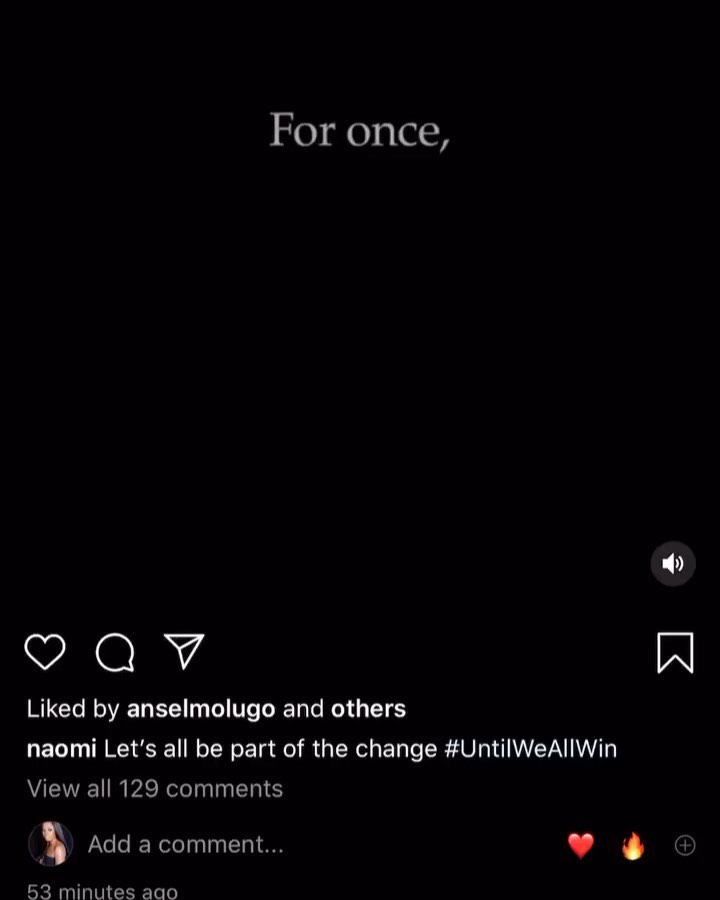 For once,
Liked by anselmolugo and others
naomi Let’s all be part of the change #UntilWeAllWin
View all 129 comments
Add a comment...
53 minutes ago